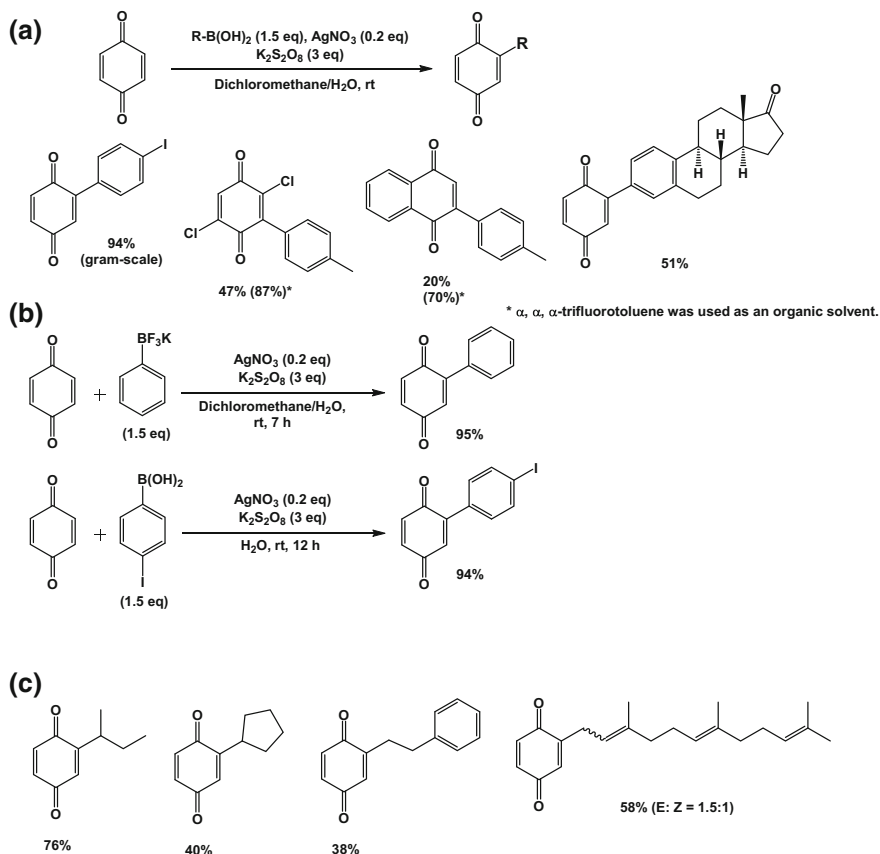 (a)
O
O
R-B(OH)₂ (1.5 eq), AgNO₃ (0.2 eq)
K₂S₂O₈ (3 eq)
Dichloromethane/H₂O, rt
O
R
O
O
I
O
94%
(gram-scale)
O
Cl
Cl
O
47% (87%)*
O
O
20%
(70%)*
O
H
H
H
O
O
51%
* α, α, α-trifluorotoluene was used as an organic solvent.
(b)
O
O
+
BF₃K
(1.5 eq)
AgNO₃ (0.2 eq)
K₂S₂O₈ (3 eq)
Dichloromethane/H₂O,
rt, 7 h
O
O
95%
O
O
+
B(OH)₂
I
(1.5 eq)
AgNO₃ (0.2 eq)
K₂S₂O₈ (3 eq)
H₂O, rt, 12 h
O
I
O
94%
(c)
O
O
76%
O
O
40%
O
O
38%
O
O
58% (E: Z = 1.5:1)